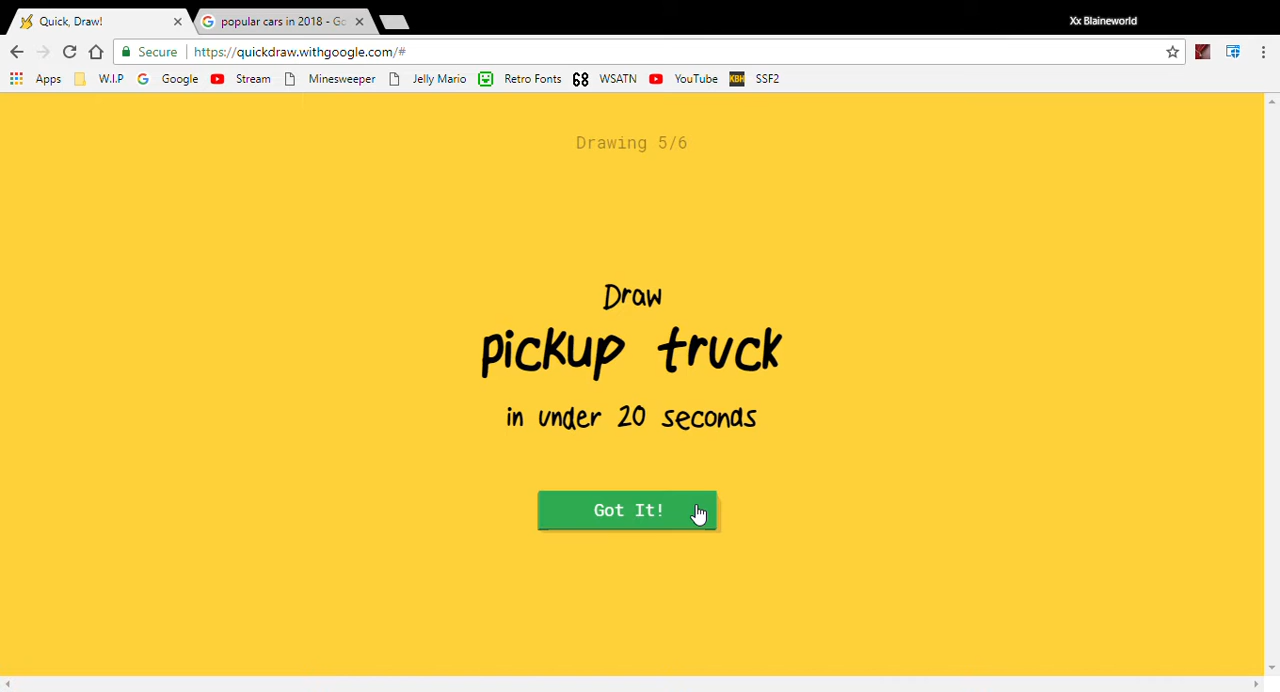 Quick, Draw!
popular cars in 2018 - Go
Xx Blaineworld
Secure
https://quickdraw.withgoogle.com/#
Apps W.I.P Google Stream Minesweeper Jelly Mario Retro Fonts 68 WSATN YouTube KBH SSF2
Drawing 5/6
Draw
pickup truck
in under 20 seconds
Got It!